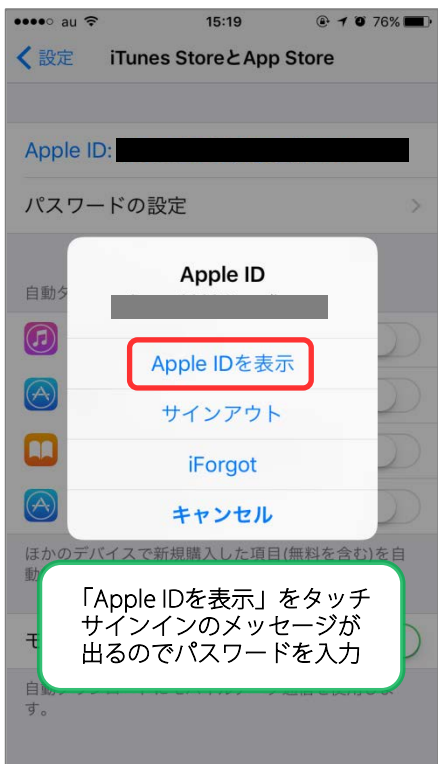 au 15:19 76%
設定 iTunes StoreとApp Store
Apple ID:
パスワードの設定
Apple ID
自動ダ
Apple IDを表示
サインアウト
iForgot
キャンセル
ほかのデバイスで新規購入した項目(無料を含む)を自
動
「Apple IDを表示」をタッチ
サインインのメッセージが
出るのでパスワードを入力
モ
自動
す。